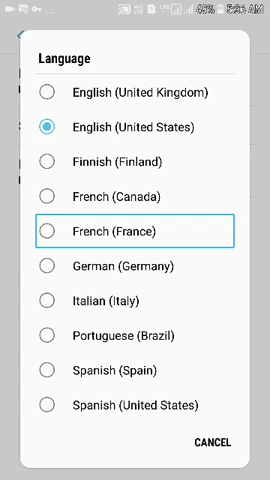 Language
English (United Kingdom)
English (United States)
Finnish (Finland)
French (Canada)
French (France)
German (Germany)
Italian (Italy)
Portuguese (Brazil)
Spanish (Spain)
Spanish (United States)
CANCEL